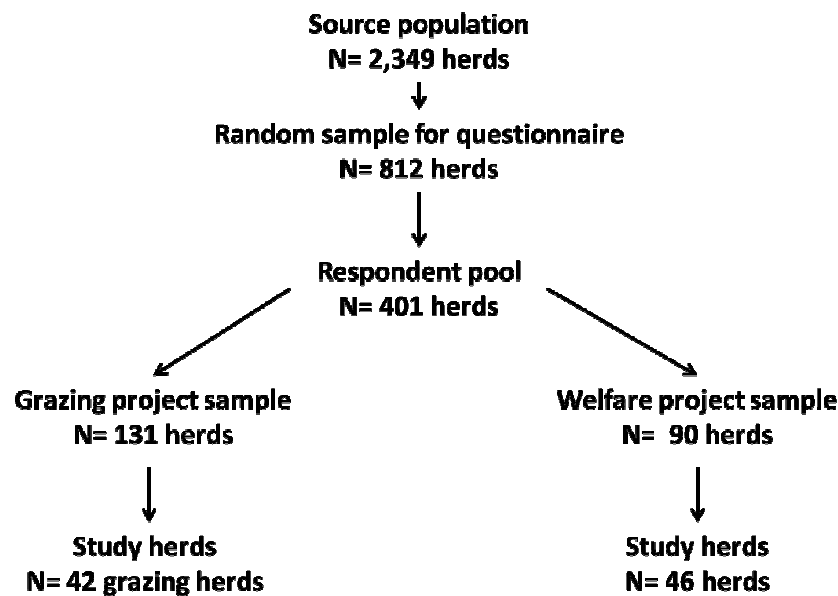 Source population
N= 2,349 herds
Random sample for questionnaire
N= 812 herds
Respondent pool
N= 401 herds
Grazing project sample
N= 131 herds
Welfare project sample
N= 90 herds
Study herds
N= 42 grazing herds
Study herds
N= 46 herds